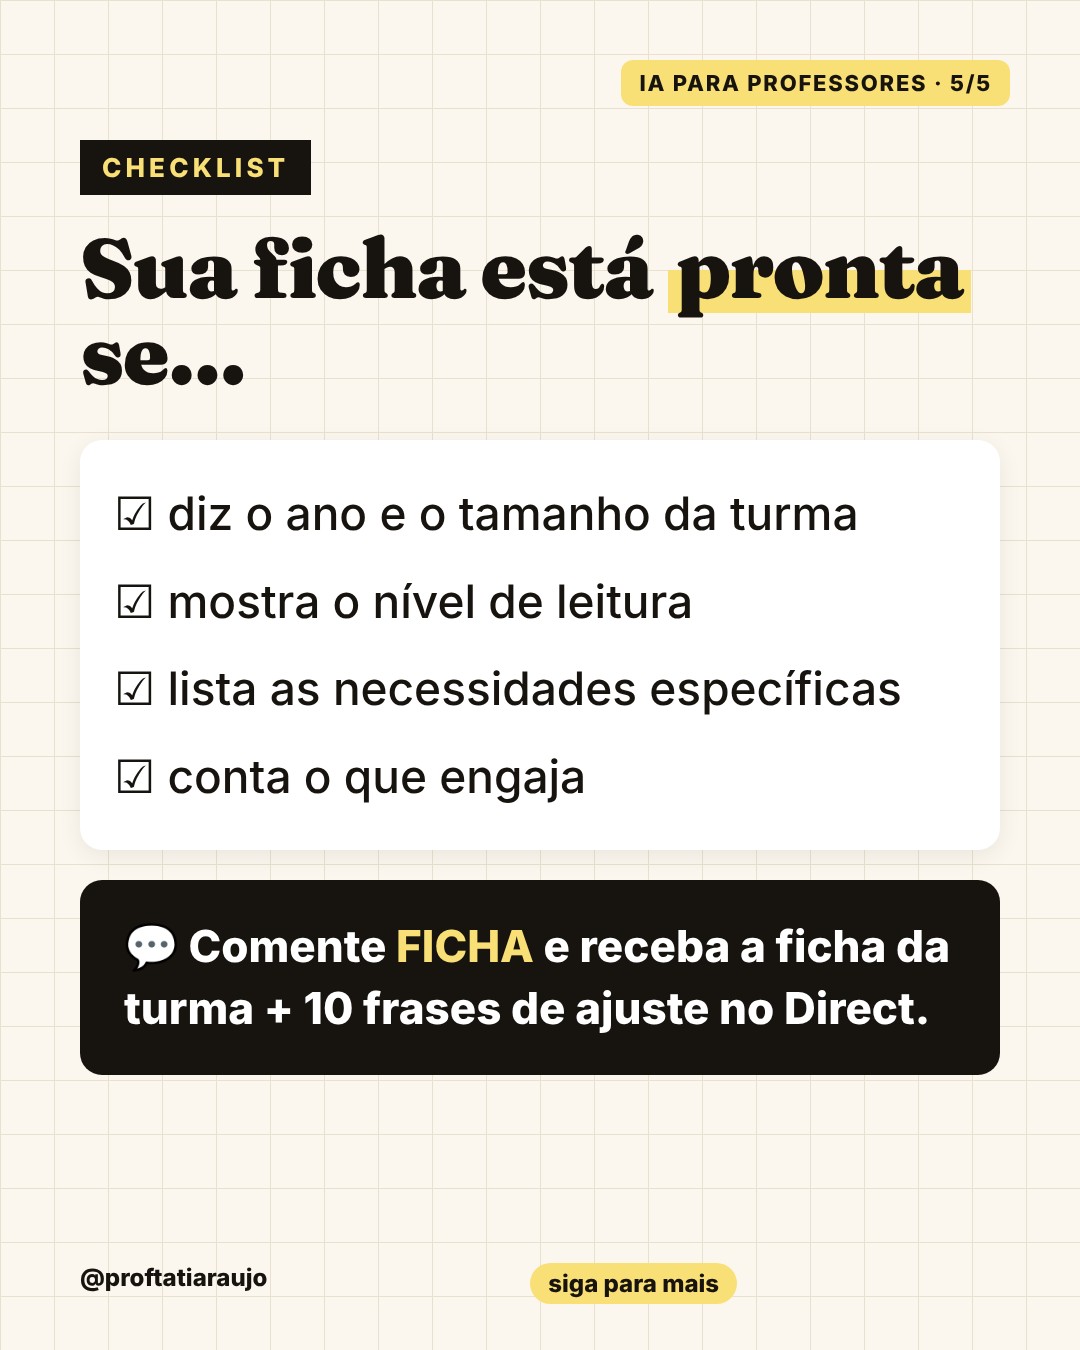 IA PARA PROFESSORES · 5/5
CHECKLIST
Sua ficha está pronta
se...
☑ diz o ano e o tamanho da turma
☑ mostra o nível de leitura
☑ lista as necessidades específicas
☑ conta o que engaja
💬 Comente FICHA e receba a ficha da
turma + 10 frases de ajuste no Direct.
@proftatiaraujo
siga para mais